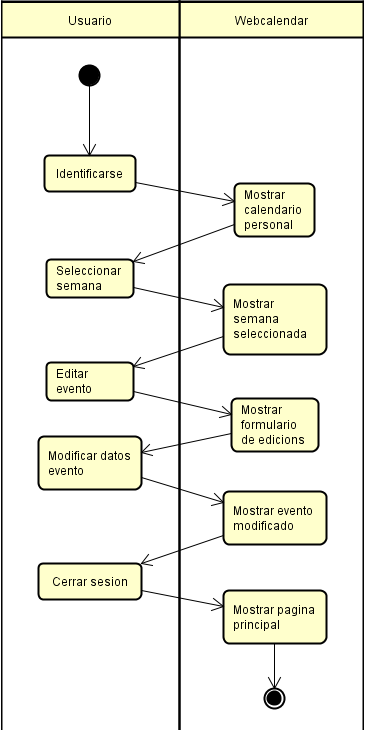 Usuario
Webcalendar
Identificarse
Mostrar
calendario
personal
Seleccionar
semana
Mostrar
semana
seleccionada
Editar
evento
Mostrar
formulario
de edicions
Modificar datos
evento
Mostrar evento
modificado
Cerrar sesion
Mostrar pagina
principal